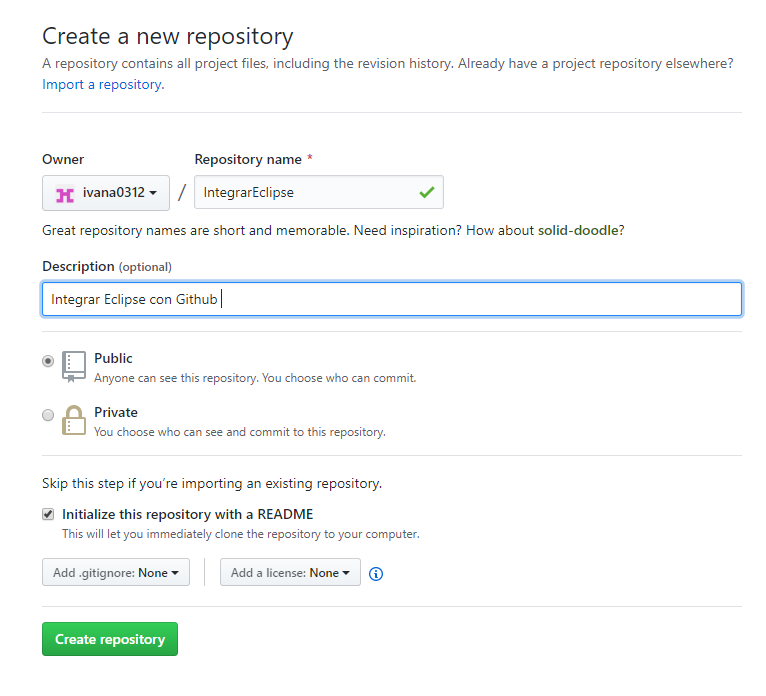 Create a new repository
A repository contains all project files, including the revision history. Already have a project repository elsewhere?
Import a repository.
Owner
Repository name *
ivana0312
/
IntegrarEclipse
Great repository names are short and memorable. Need inspiration? How about solid-doodle?
Description (optional)
Integrar Eclipse con Github
Public
Anyone can see this repository. You choose who can commit.
Private
You choose who can see and commit to this repository.
Skip this step if you’re importing an existing repository.
Initialize this repository with a README
This will let you immediately clone the repository to your computer.
Add .gitignore: None
Add a license: None
Create repository